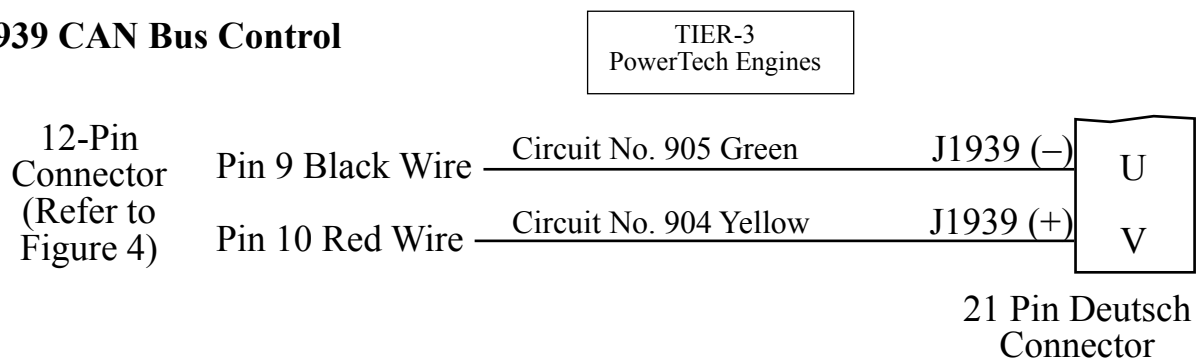 939 CAN Bus Control
TIER-3
PowerTech Engines
12-Pin
Connector
(Refer to
Figure 4)
Pin 9 Black Wire
Circuit No. 905 Green
J1939 (–)
U
Pin 10 Red Wire
Circuit No. 904 Yellow
J1939 (+)
V
21 Pin Deutsch
Connector